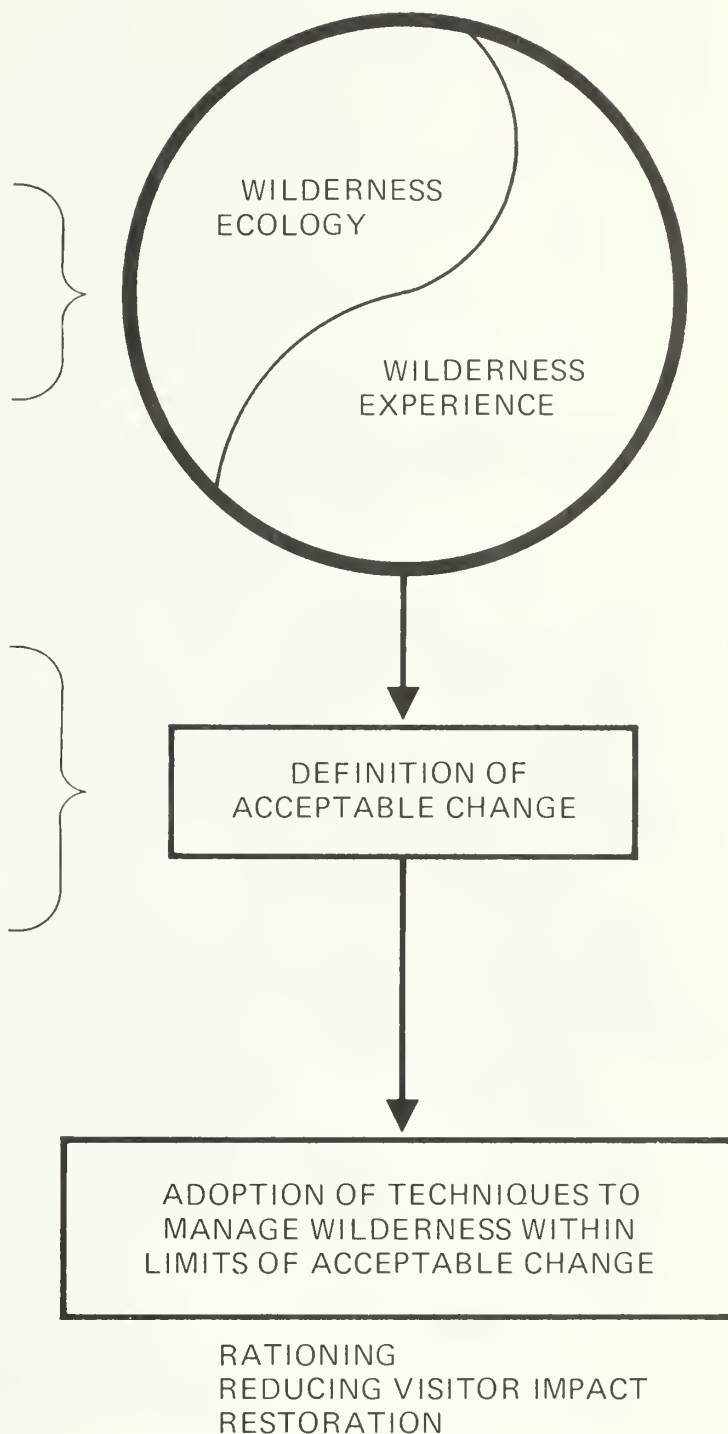 WILDERNESS
ECOLOGY
WILDERNESS
EXPERIENCE
DEFINITION OF
ACCEPTABLE CHANGE
ADOPTION OF TECHNIQUES TO
MANAGE WILDERNESS WITHIN
LIMITS OF ACCEPTABLE CHANGE
RATIONING
REDUCING VISITOR IMPACT
RESTORATION